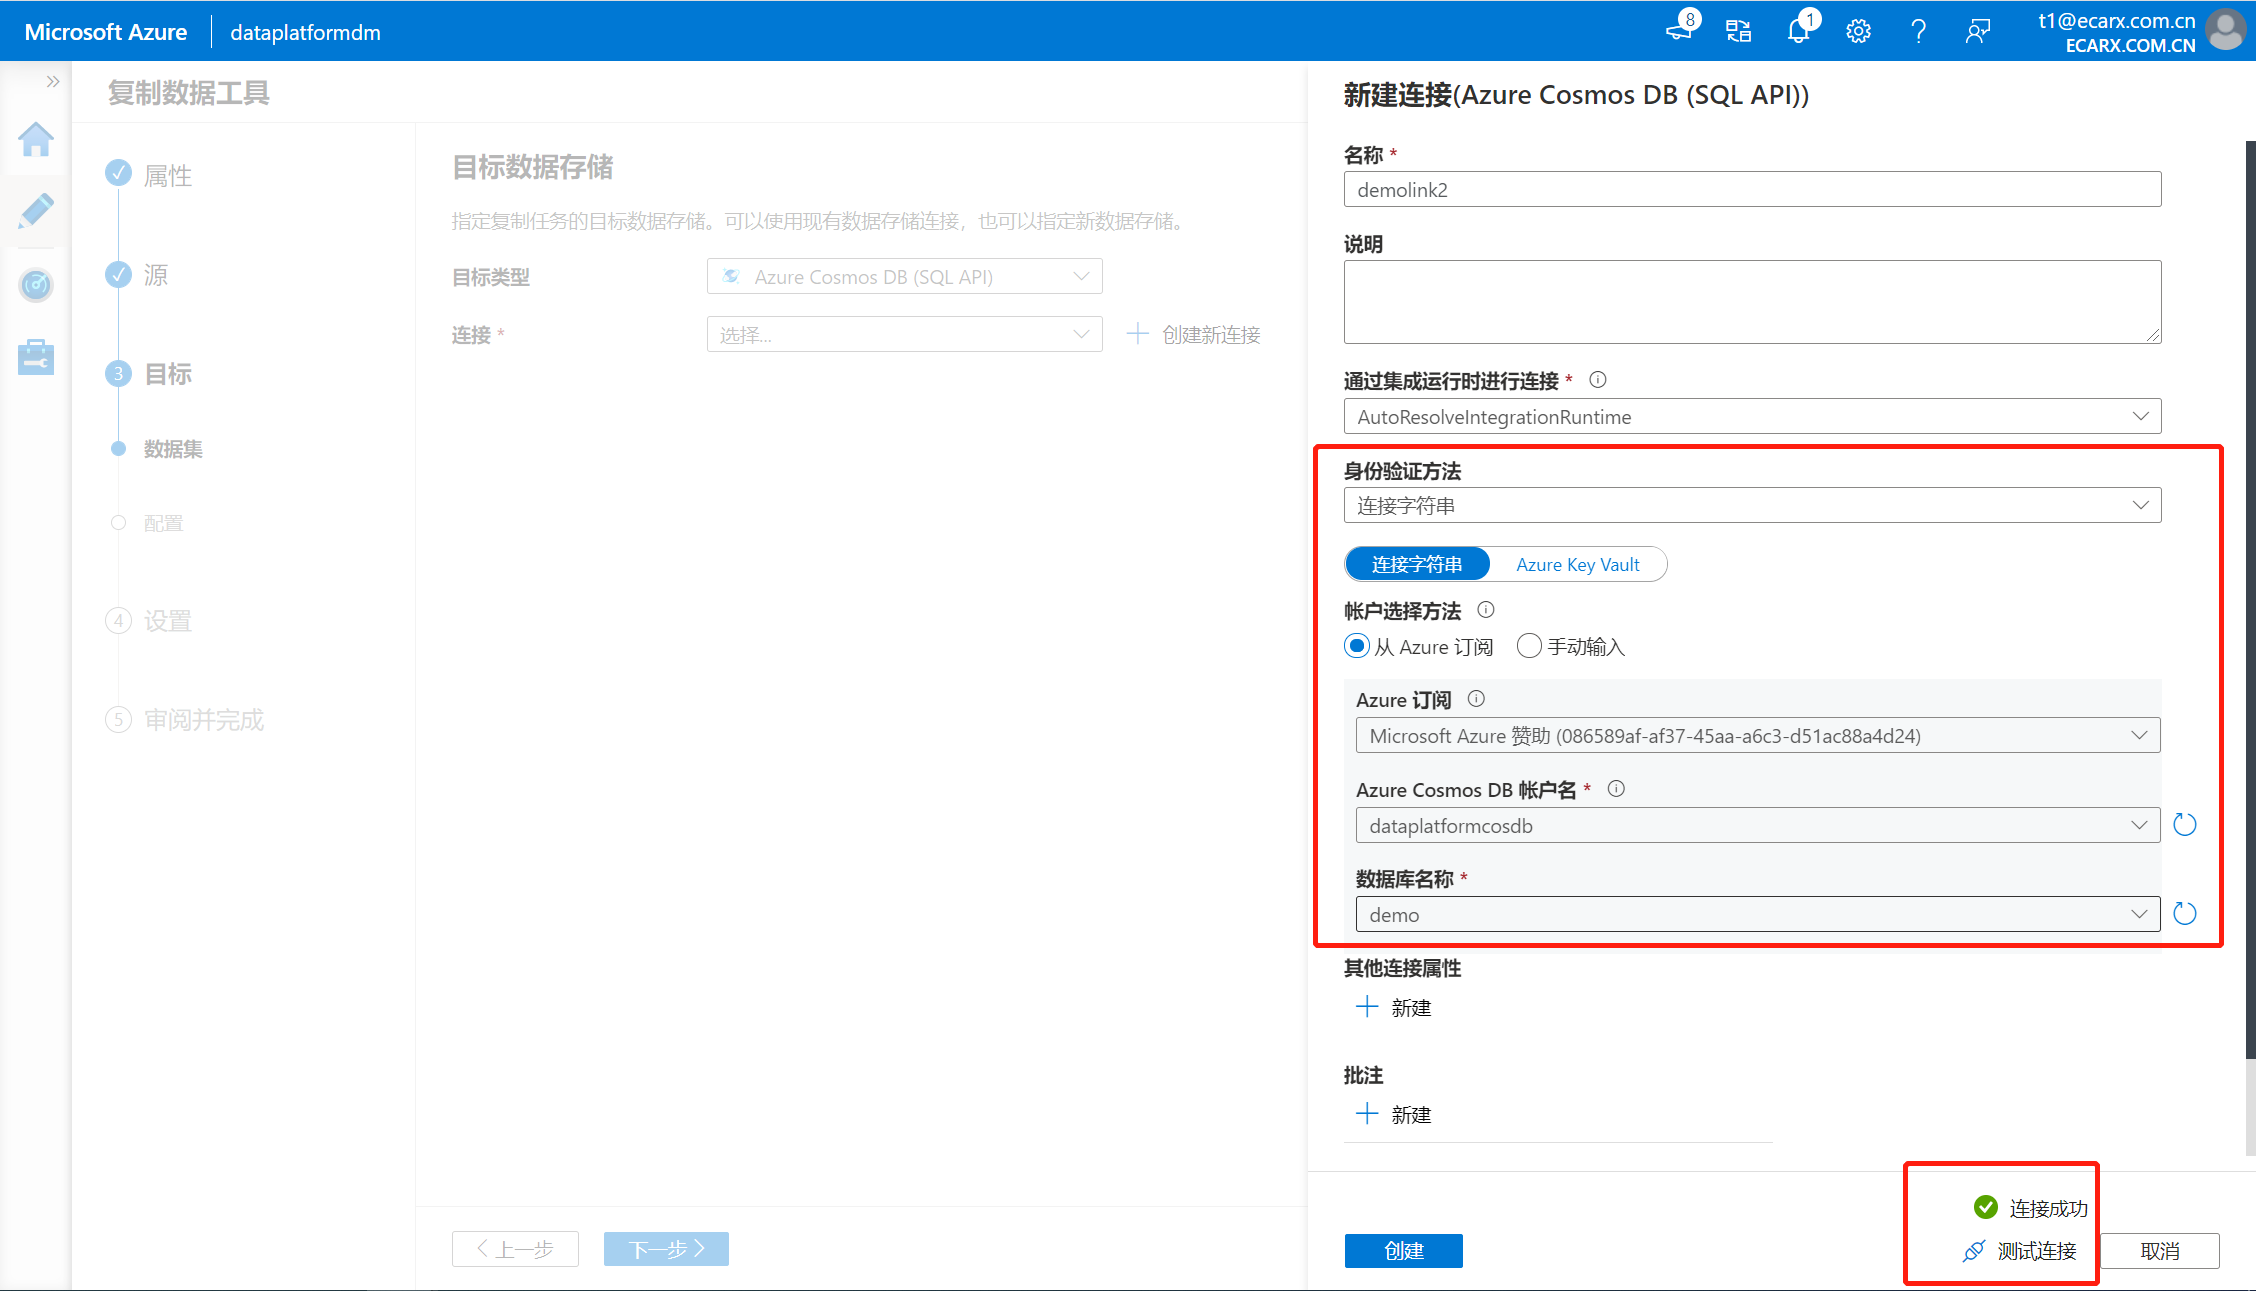 Microsoft Azure
dataplatformdm
8
1
t1@ecarx.com.cn
ECARX.COM.CN
复制数据工具
属性
源
3 目标
数据集
配置
4 设置
5 审阅并完成
目标数据存储
指定复制任务的目标数据存储。可以使用现有数据存储连接，也可以指定新数据存储。
目标类型
Azure Cosmos DB (SQL API)
连接 *
选择...
创建新连接
上一步
下一步
新建连接(Azure Cosmos DB (SQL API))
名称 *
demolink2
说明
通过集成运行时进行连接 *
AutoResolveIntegrationRuntime
身份验证方法
连接字符串
连接字符串 Azure Key Vault
帐户选择方法
从 Azure 订阅 手动输入
Azure 订阅
Microsoft Azure 赞助 (086589af-af37-45aa-a6c3-d51ac88a4d24)
Azure Cosmos DB 帐户名 *
dataplatformcosdb
数据库名称 *
demo
其他连接属性
新建
批注
新建
连接成功
创建
测试连接
取消